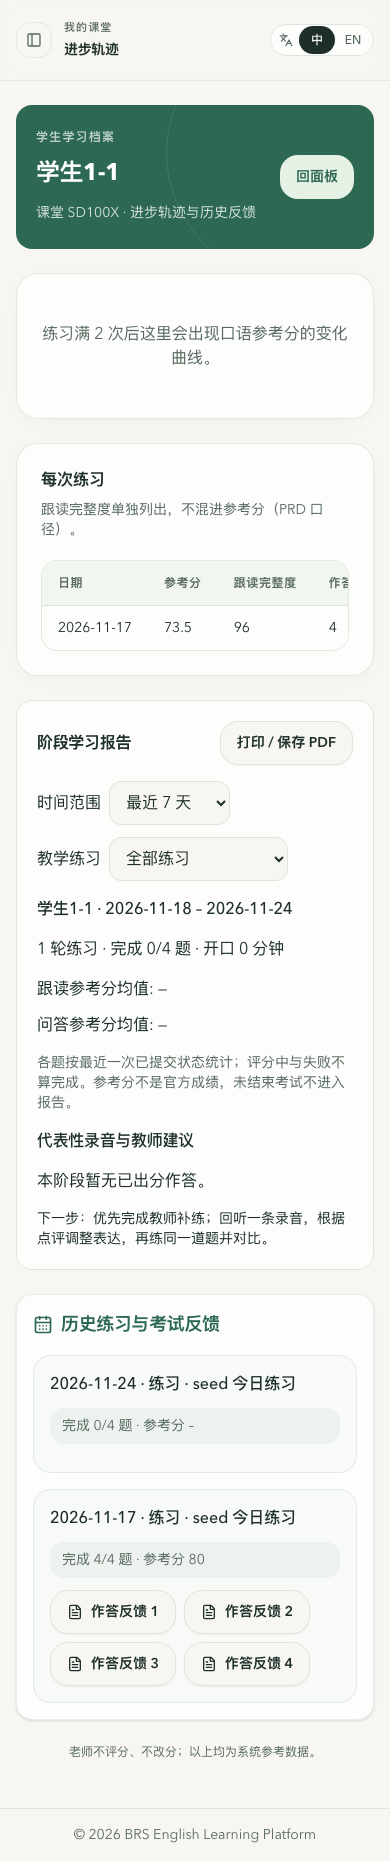 我的课堂
进步轨迹
中
EN
学生学习档案
学生1-1
课堂 SD100X · 进步轨迹与历史反馈
回面板
练习满 2 次后这里会出现口语参考分的变化
曲线。
每次练习
跟读完整度单独列出，不混进参考分（PRD 口
径）。
日期 参考分 跟读完整度 作答
2026-11-17 73.5 96 4
阶段学习报告
打印 / 保存 PDF
时间范围 最近 7 天
教学练习 全部练习
学生1-1 · 2026-11-18 – 2026-11-24
1 轮练习 · 完成 0/4 题 · 开口 0 分钟
跟读参考分均值: —
问答参考分均值: —
各题按最近一次已提交状态统计；评分中与失败不
算完成。参考分不是官方成绩，未结束考试不进入
报告。
代表性录音与教师建议
本阶段暂无已出分作答。
下一步：优先完成教师补练；回听一条录音，根据
点评调整表达，再练同一道题并对比。
历史练习与考试反馈
2026-11-24 · 练习 · seed 今日练习
完成 0/4 题 · 参考分 –
2026-11-17 · 练习 · seed 今日练习
完成 4/4 题 · 参考分 80
作答反馈 1
作答反馈 2
作答反馈 3
作答反馈 4
老师不评分、不改分；以上均为系统参考数据。
© 2026 BRS English Learning Platform